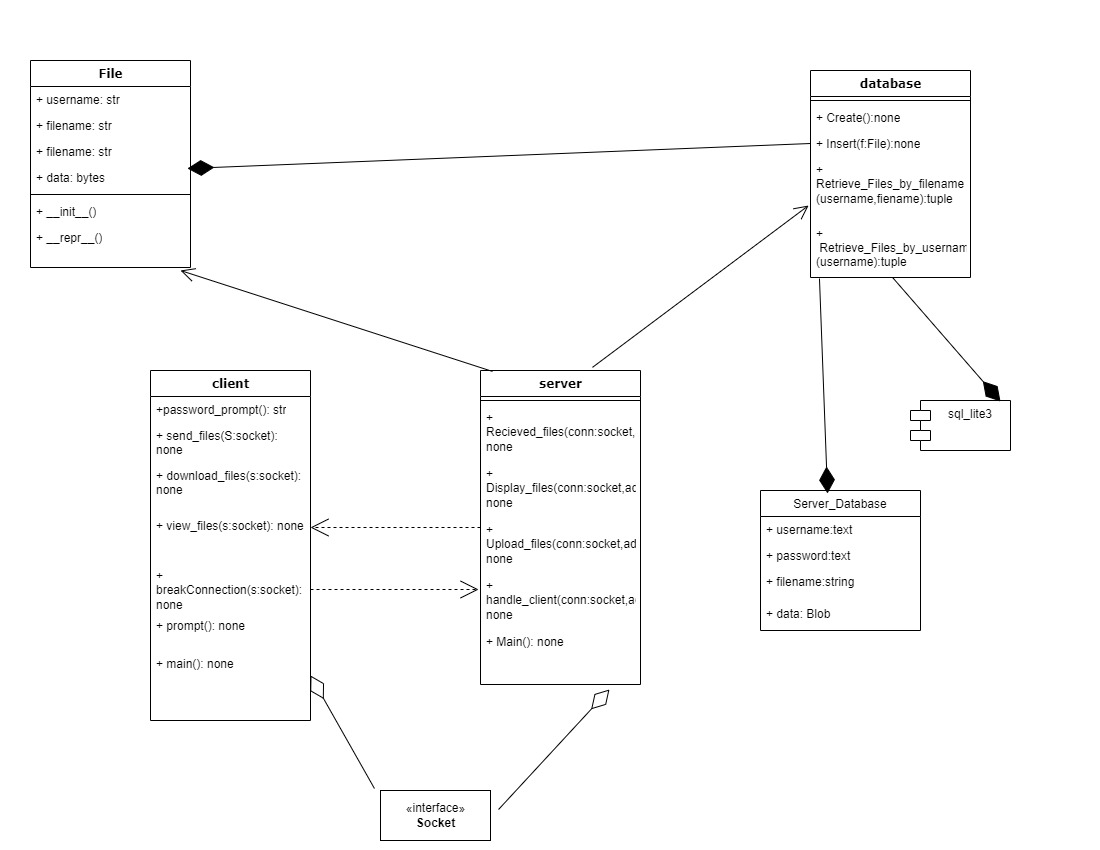 File
+ username: str
+ filename: str
+ filename: str
+ data: bytes
+ __init__()
+ __repr__()
database
+ Create():none
+ Insert(f:File):none
+
Retrieve_Files_by_filename
(username,fiename):tuple
+
Retrieve_Files_by_usernam
(username):tuple
client
+password_prompt(): str
+ send_files(S:socket):
none
+ download_files(s:socket):
none
+ view_files(s:socket): none
+
breakConnection(s:socket):
none
+ prompt(): none
+ main(): none
server
+
Recieved_files(conn:socket,
none
+
Display_files(conn:socket,ac
none
+
Upload_files(conn:socket,ad
none
+
handle_client(conn:socket,a
none
+ Main(): none
sql_lite3
Server_Database
+ username:text
+ password:text
+ filename:string
+ data: Blob
«interface»
Socket